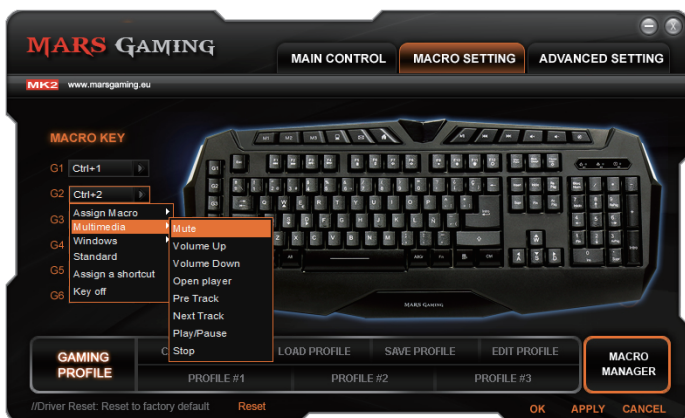 MARS GAMING
MAIN CONTROL
MACRO SETTING
ADVANCED SETTING
MK2 www.marsgaming.eu
MACRO KEY
G1 Ctrl+1
G2 Ctrl+2
G3
G4
G5
G6
Assign Macro
Multimedia
Windows
Standard
Assign a shortcut
Key off
Mute
Volume Up
Volume Down
Open player
Pre Track
Next Track
Play/Pause
Stop
MARS GAMING
GAMING PROFILE
LOAD PROFILE
SAVE PROFILE
EDIT PROFILE
PROFILE #1
PROFILE #2
PROFILE #3
MACRO MANAGER
//Driver Reset: Reset to factory default Reset
OK
APPLY
CANCEL